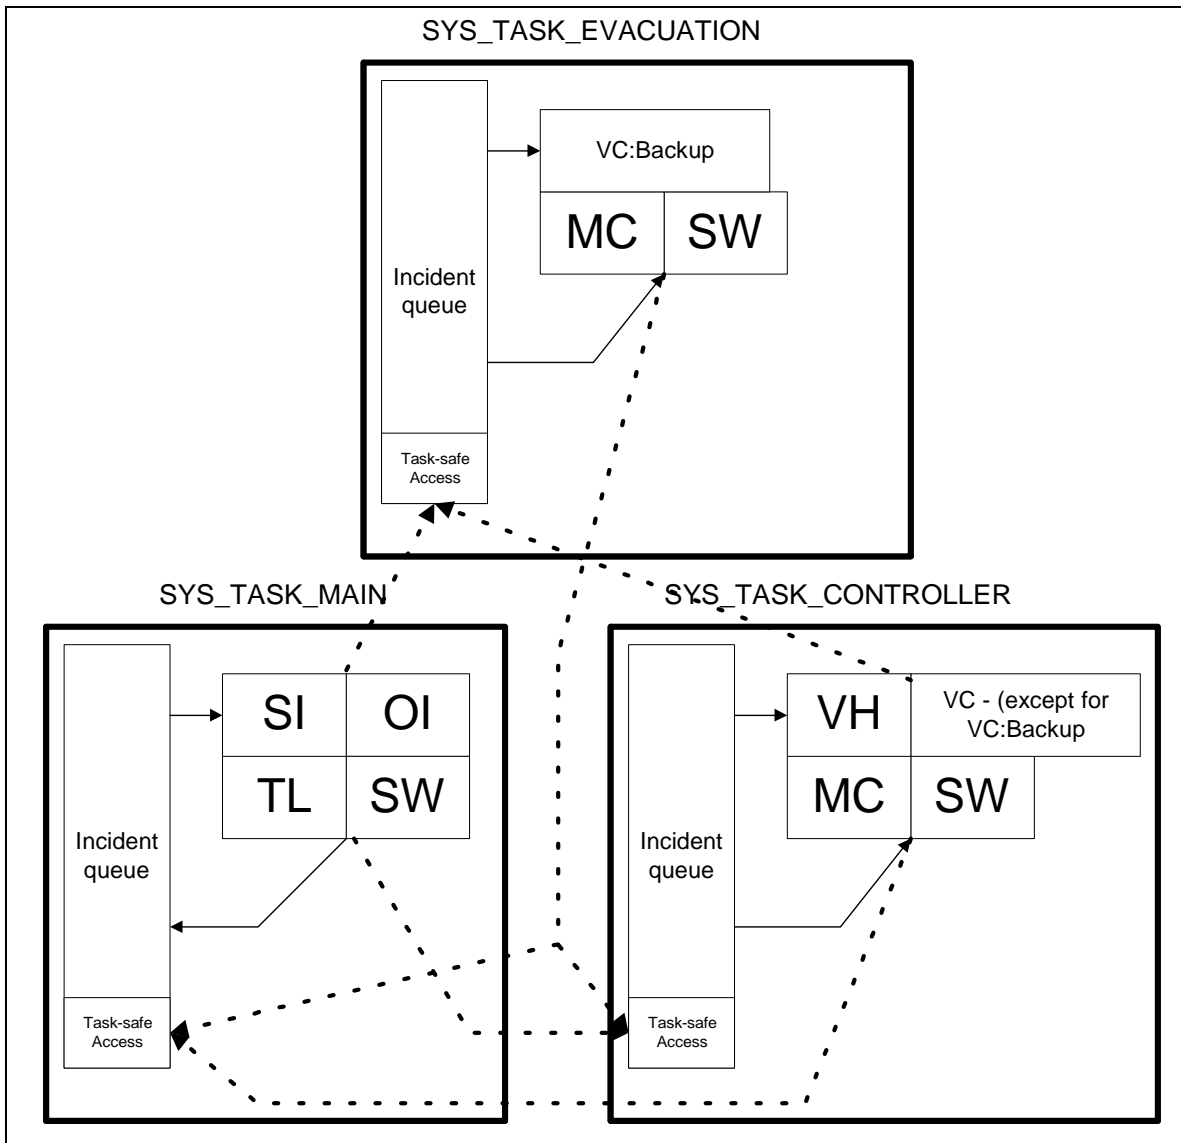 SYS_TASK_EVACUATION
VC:Backup
MC
SW
Incident
queue
Task-safe
Access
SYS_TASK_MAIN
SI
OI
TL
SW
Incident
queue
Task-safe
Access
SYS_TASK_CONTROLLER
VH
VC - (except for
VC:Backup
MC
SW
Incident
queue
Task-safe
Access